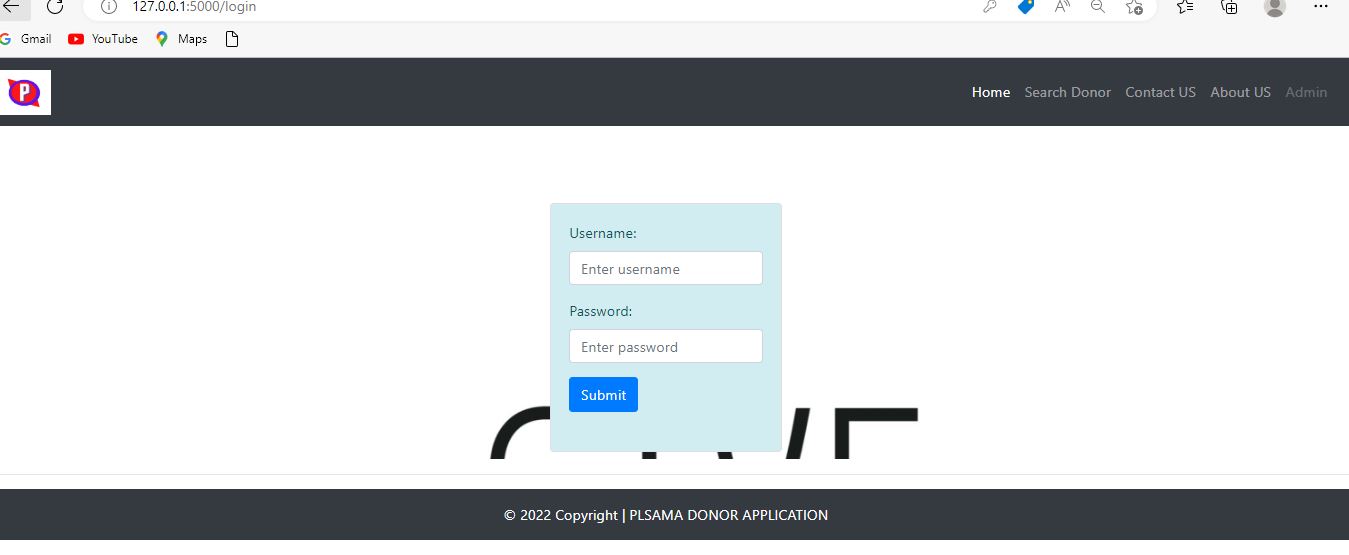 127.0.0.1:5000/login
Gmail YouTube Maps
P
Home Search Donor Contact US About US Admin
Username:
Enter username
Password:
Enter password
Submit
© 2022 Copyright | PLSAMA DONOR APPLICATION